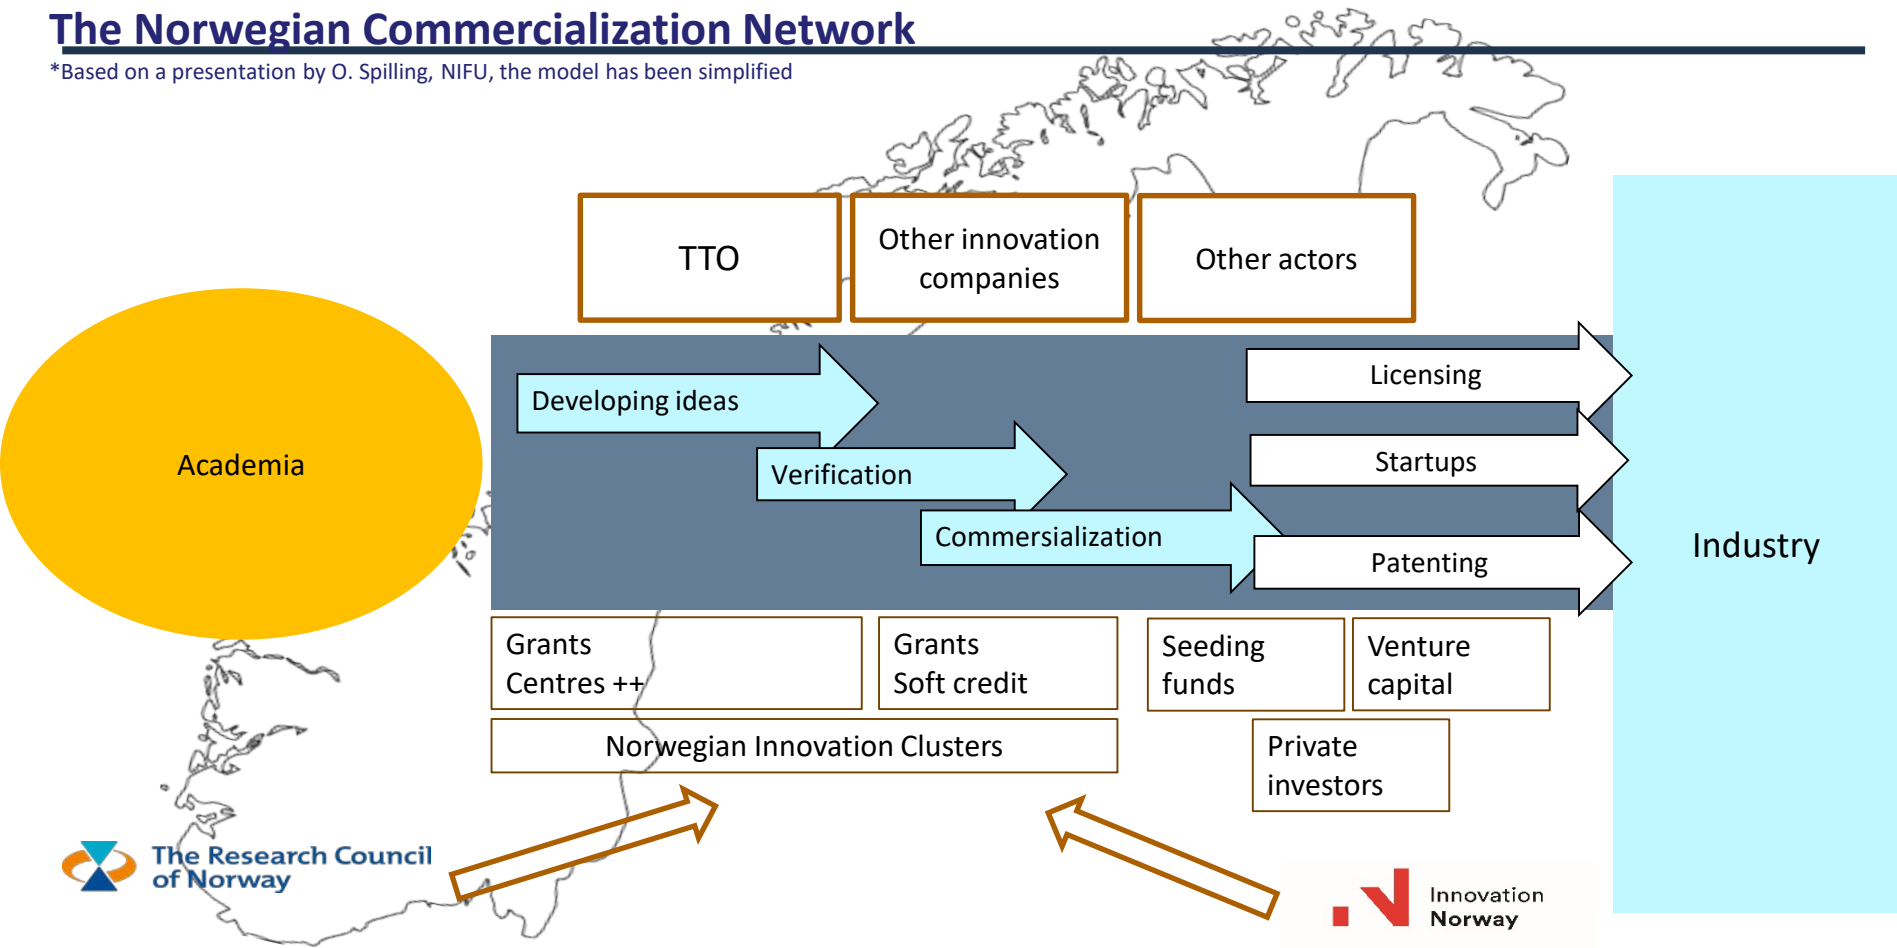 The Norwegian Commercialization Network
*Based on a presentation by O. Spilling, NIFU, the model has been simplified
TTO
Other innovation
companies
Other actors
Academia
Developing ideas
Verification
Commersialization
Licensing
Startups
Patenting
Industry
Grants
Centres ++
Grants
Soft credit
Seeding
funds
Venture
capital
Norwegian Innovation Clusters
Private
investors
The Research Council
of Norway
Innovation
Norway